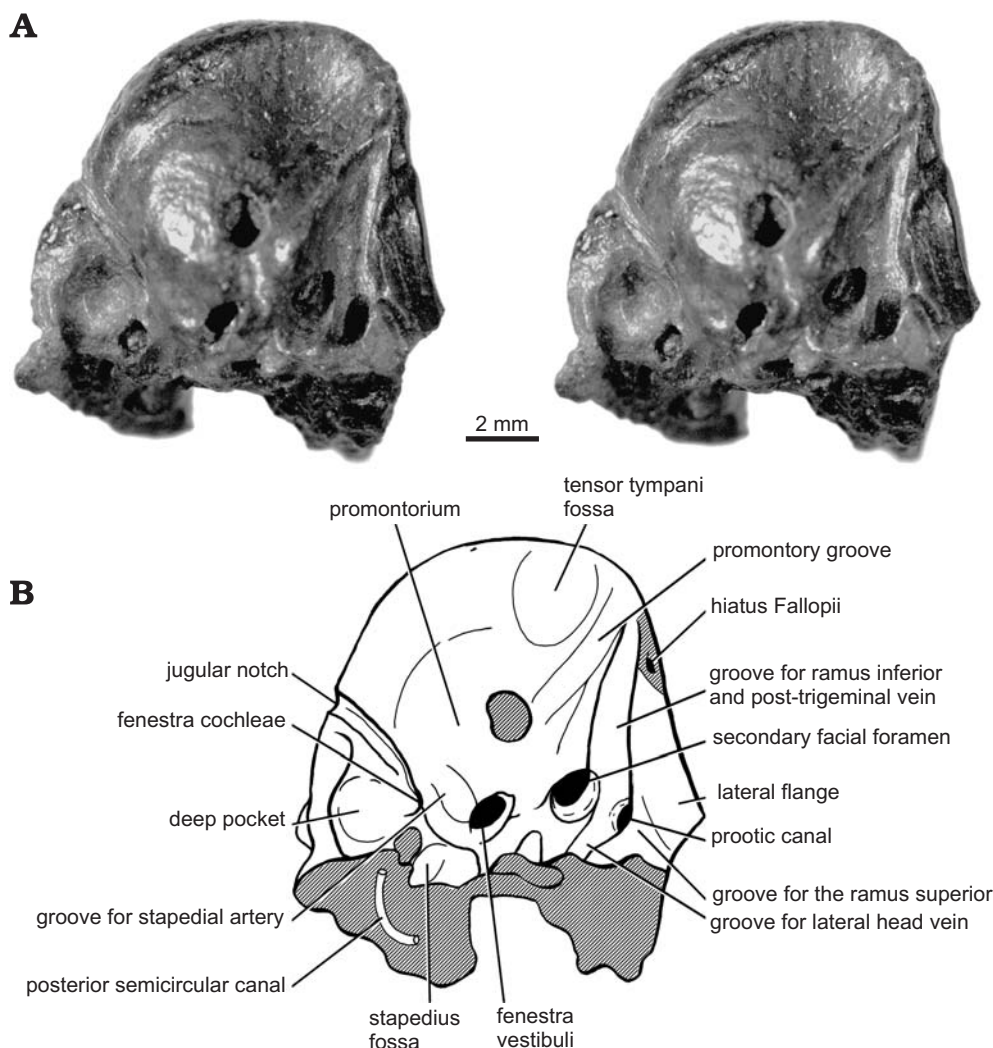 A
2 mm
B
tensor tympani
fossa
promontorium
promontory groove
hiatus Fallopii
jugular notch
groove for ramus inferior
and post-trigeminal vein
fenestra cochleae
secondary facial foramen
lateral flange
deep pocket
prootic canal
groove for the ramus superior
groove for stapedial artery
groove for lateral head vein
posterior semicircular canal
stapedius
fossa
fenestra
vestibuli